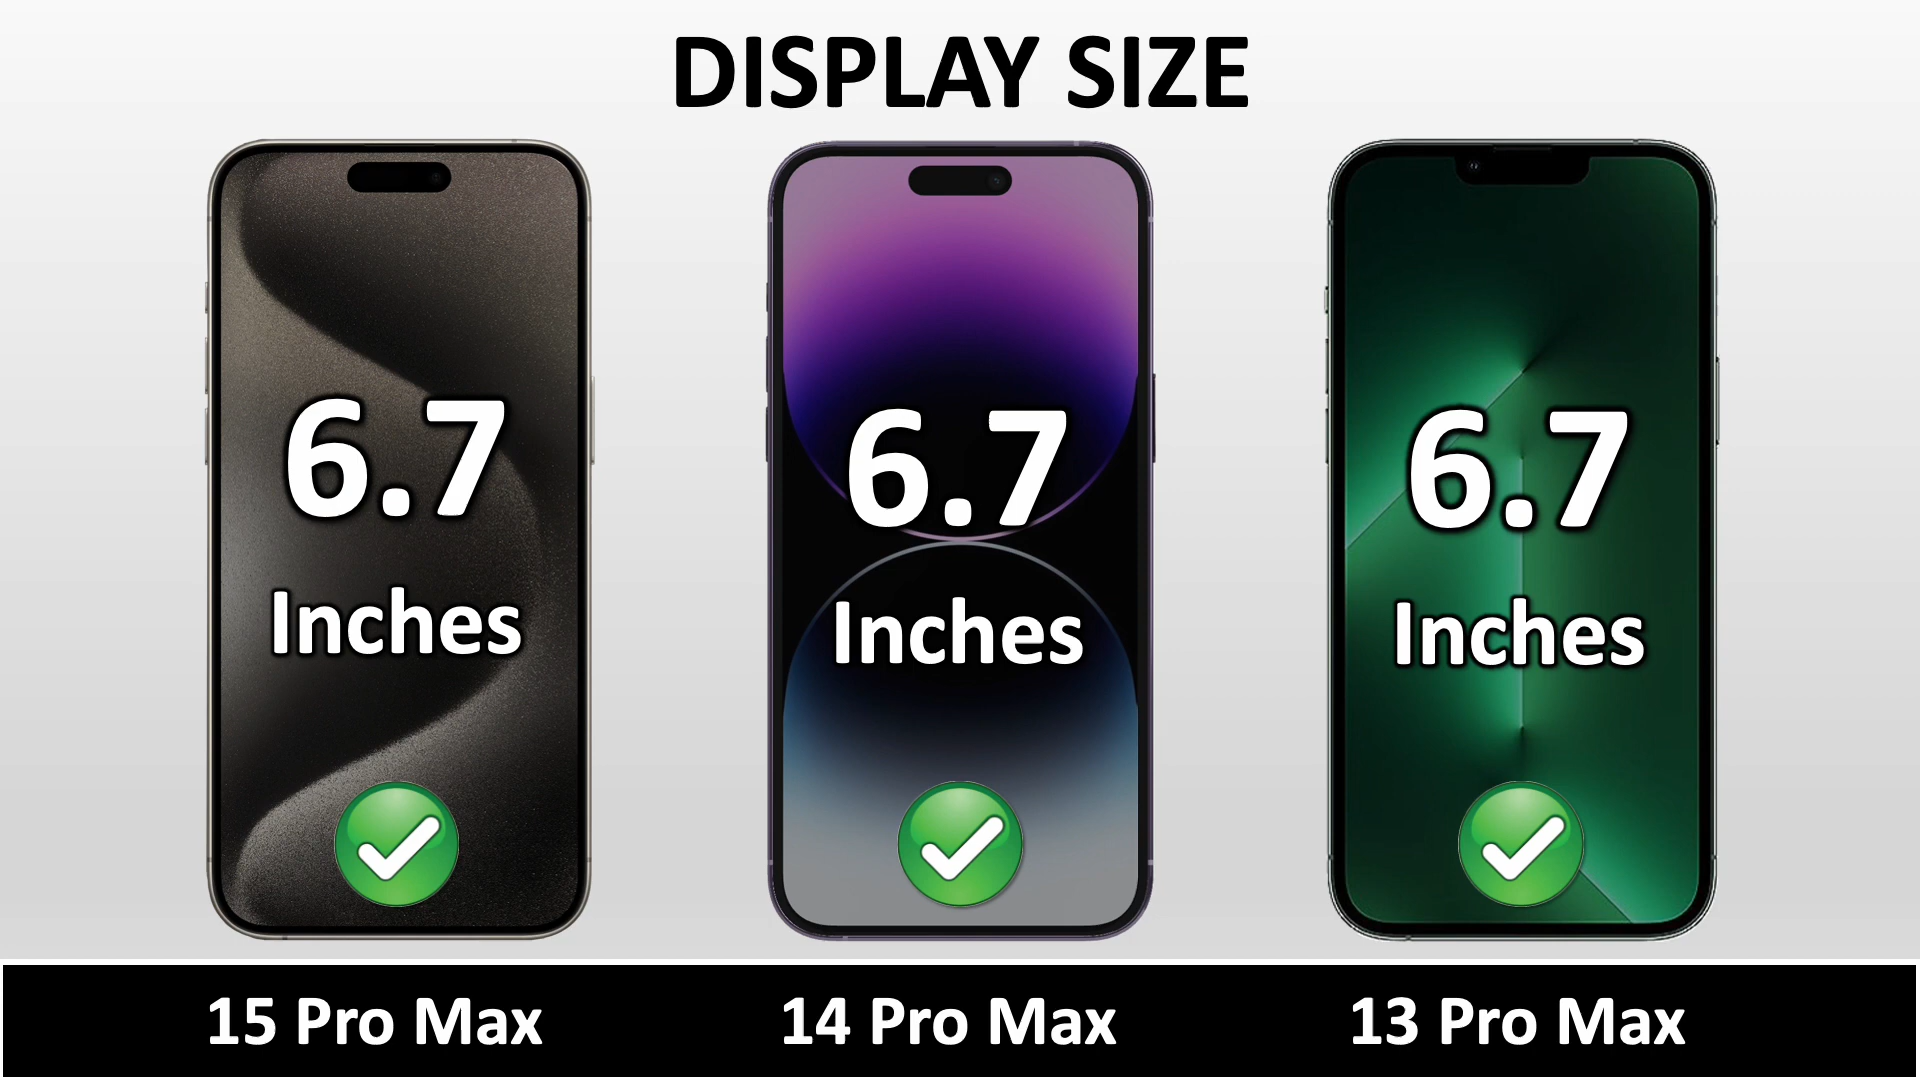 DISPLAY SIZE
6.7
Inches
6.7
Inches
6.7
Inches
15 Pro Max
14 Pro Max
13 Pro Max